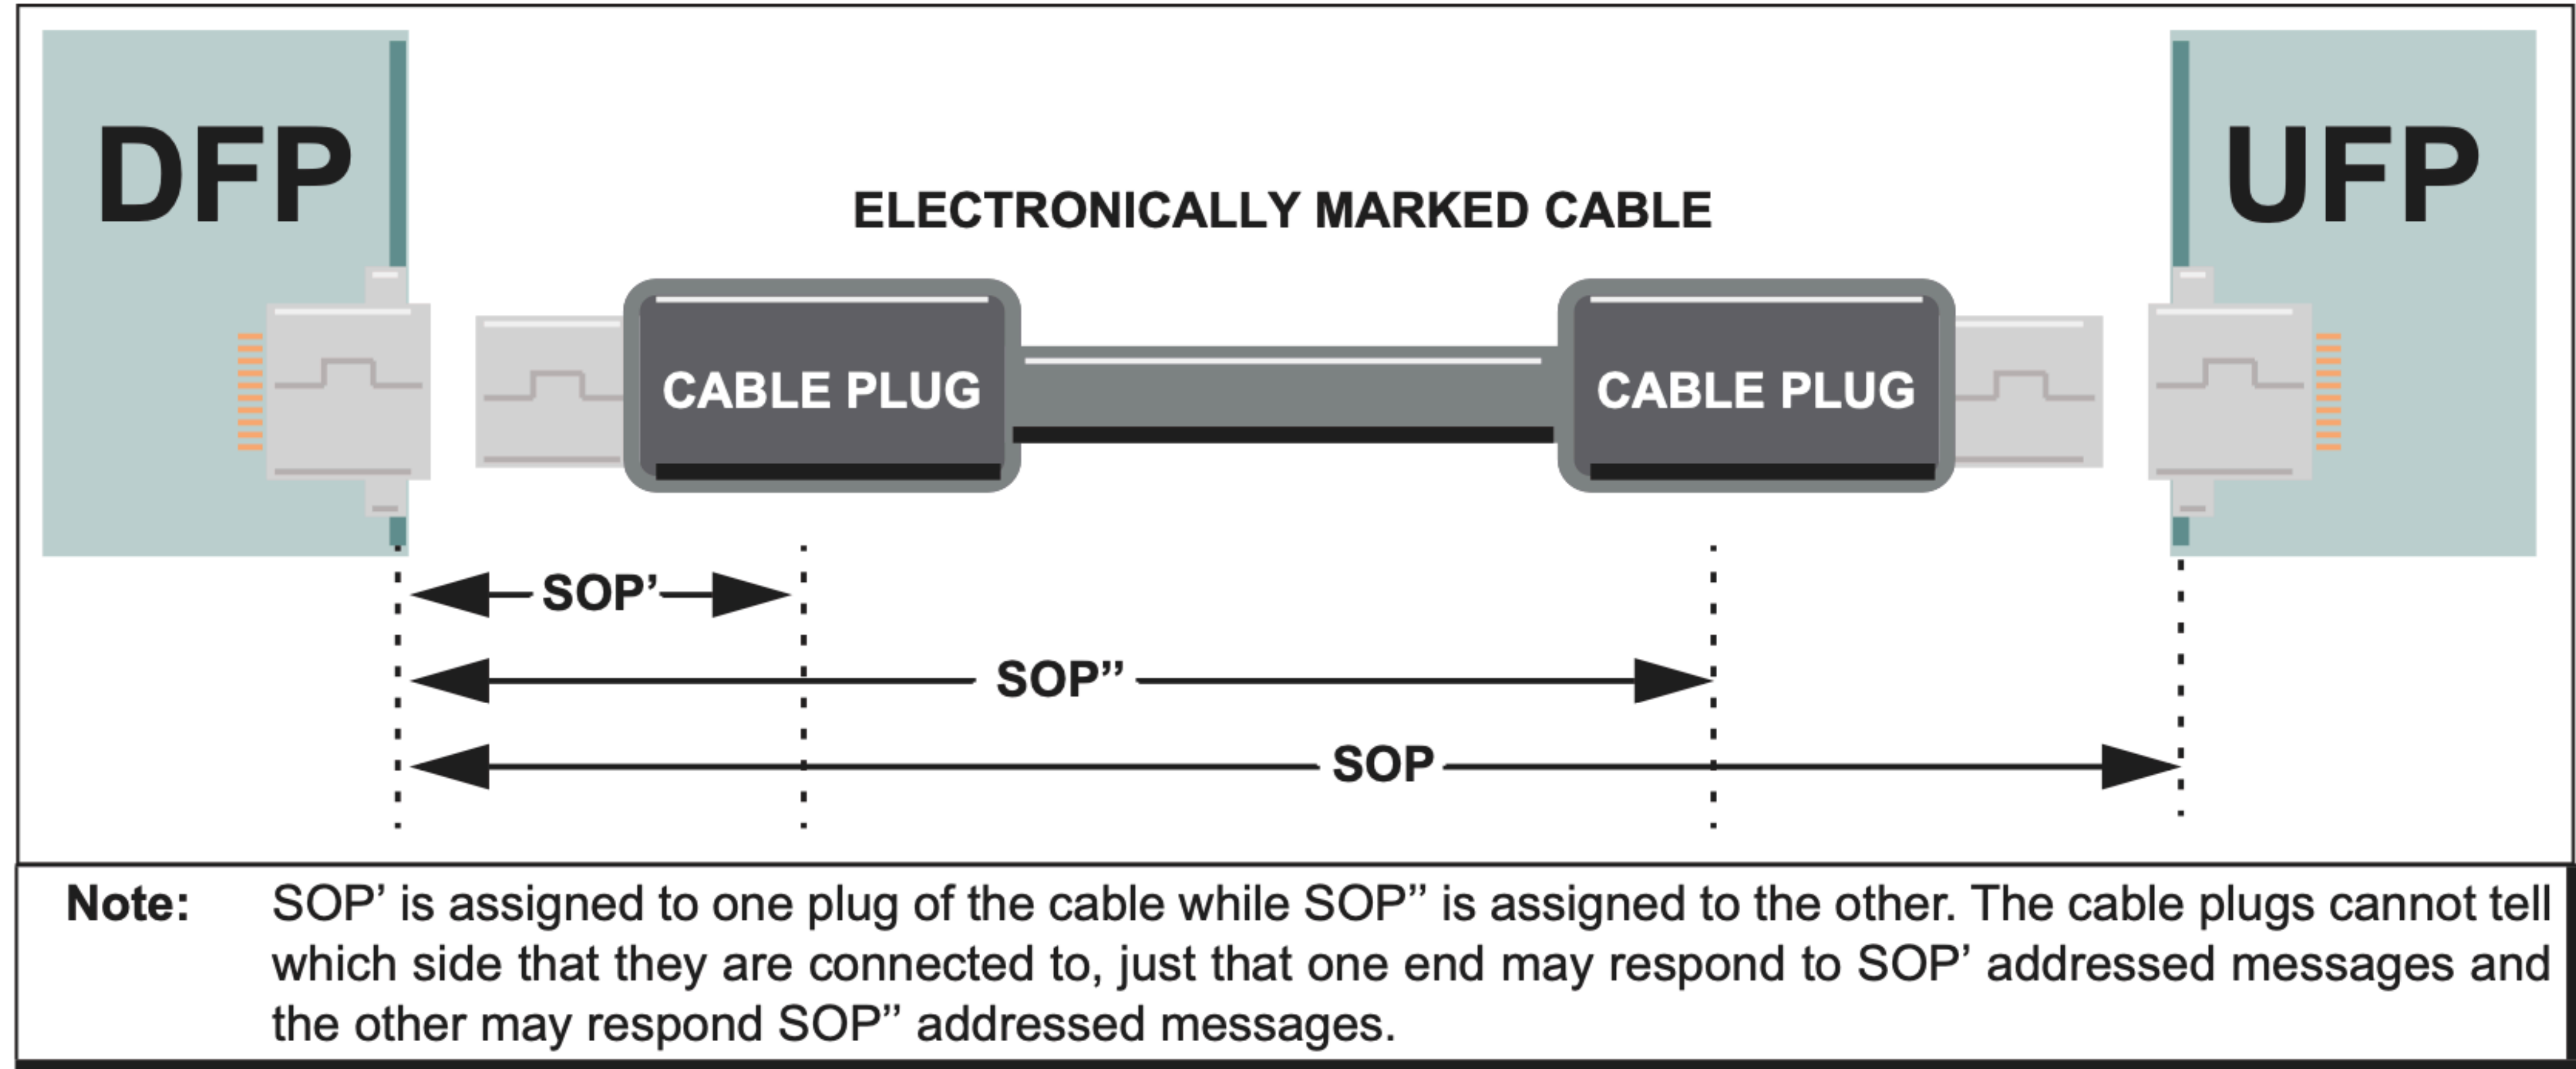 DFP
UFP
ELECTRONICALLY MARKED CABLE
CABLE PLUG
CABLE PLUG
SOP’
SOP’’
SOP
Note: SOP’ is assigned to one plug of the cable while SOP’’ is assigned to the other. The cable plugs cannot tell
which side that they are connected to, just that one end may respond to SOP’ addressed messages and
the other may respond SOP’’ addressed messages.